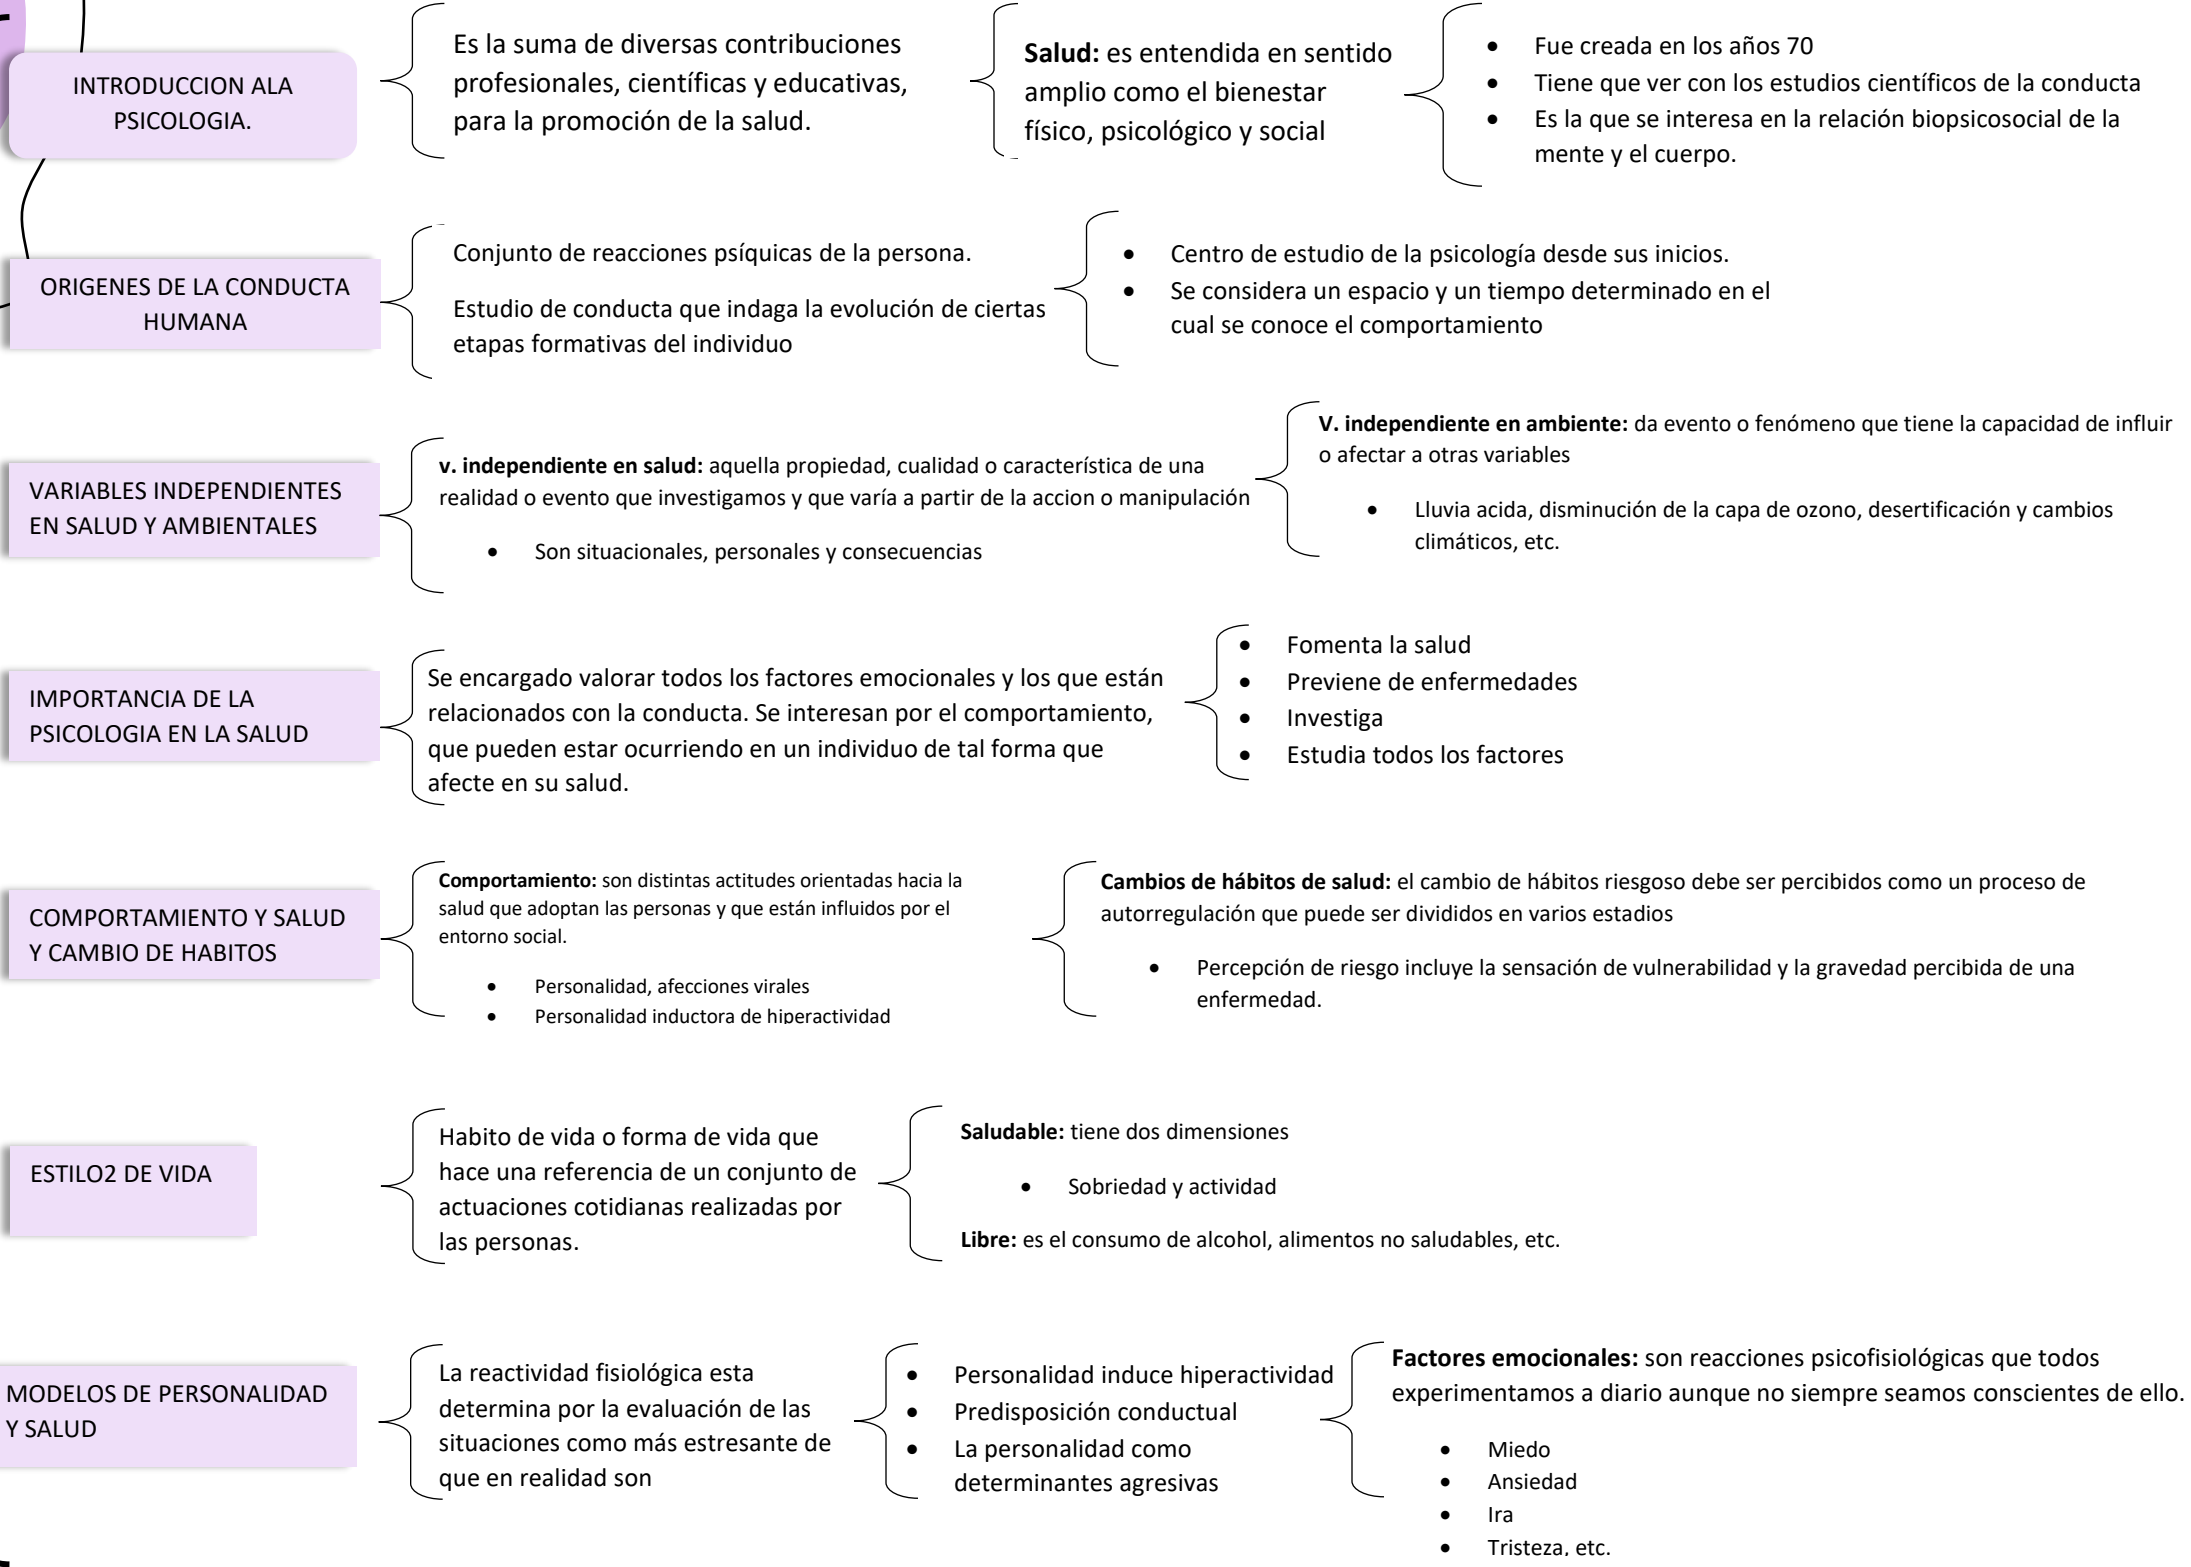 INTRODUCCION ALA
PSICOLOGIA.
Es la suma de diversas contribuciones
profesionales, científicas y educativas,
para la promoción de la salud.
Salud: es entendida en sentido
amplio como el bienestar
físico, psicológico y social
• Fue creada en los años 70
• Tiene que ver con los estudios científicos de la conducta
• Es la que se interesa en la relación biopsicosocial de la
mente y el cuerpo.
ORIGENES DE LA CONDUCTA
HUMANA
Conjunto de reacciones psíquicas de la persona.
Estudio de conducta que indaga la evolución de ciertas
etapas formativas del individuo
• Centro de estudio de la psicología desde sus inicios.
• Se considera un espacio y un tiempo determinado en el
cual se conoce el comportamiento
VARIABLES INDEPENDIENTES
EN SALUD Y AMBIENTALES
v. independiente en salud: aquella propiedad, cualidad o característica de una
realidad o evento que investigamos y que varía a partir de la accion o manipulación
• Son situacionales, personales y consecuencias
V. independiente en ambiente: da evento o fenómeno que tiene la capacidad de influir
o afectar a otras variables
• Lluvia acida, disminución de la capa de ozono, desertificación y cambios
climáticos, etc.
IMPORTANCIA DE LA
PSICOLOGIA EN LA SALUD
Se encargado valorar todos los factores emocionales y los que están
relacionados con la conducta. Se interesan por el comportamiento,
que pueden estar ocurriendo en un individuo de tal forma que
afecte en su salud.
• Fomenta la salud
• Previene de enfermedades
• Investiga
• Estudia todos los factores
COMPORTAMIENTO Y SALUD
Y CAMBIO DE HABITOS
Comportamiento: son distintas actitudes orientadas hacia la
salud que adoptan las personas y que están influidos por el
entorno social.
• Personalidad, afecciones virales
• Personalidad inductora de hiperactividad
Cambios de hábitos de salud: el cambio de hábitos riesgoso debe ser percibidos como un proceso de
autorregulación que puede ser divididos en varios estadios
• Percepción de riesgo incluye la sensación de vulnerabilidad y la gravedad percibida de una
enfermedad.
ESTILO2 DE VIDA
Habito de vida o forma de vida que
hace una referencia de un conjunto de
actuaciones cotidianas realizadas por
las personas.
Saludable: tiene dos dimensiones
• Sobriedad y actividad
Libre: es el consumo de alcohol, alimentos no saludables, etc.
MODELOS DE PERSONALIDAD
Y SALUD
La reactividad fisiológica esta
determina por la evaluación de las
situaciones como más estresante de
que en realidad son
• Personalidad induce hiperactividad
• Predisposición conductual
• La personalidad como
determinantes agresivas
Factores emocionales: son reacciones psicofisiológicas que todos
experimentamos a diario aunque no siempre seamos conscientes de ello.
• Miedo
• Ansiedad
• Ira
• Tristeza, etc.